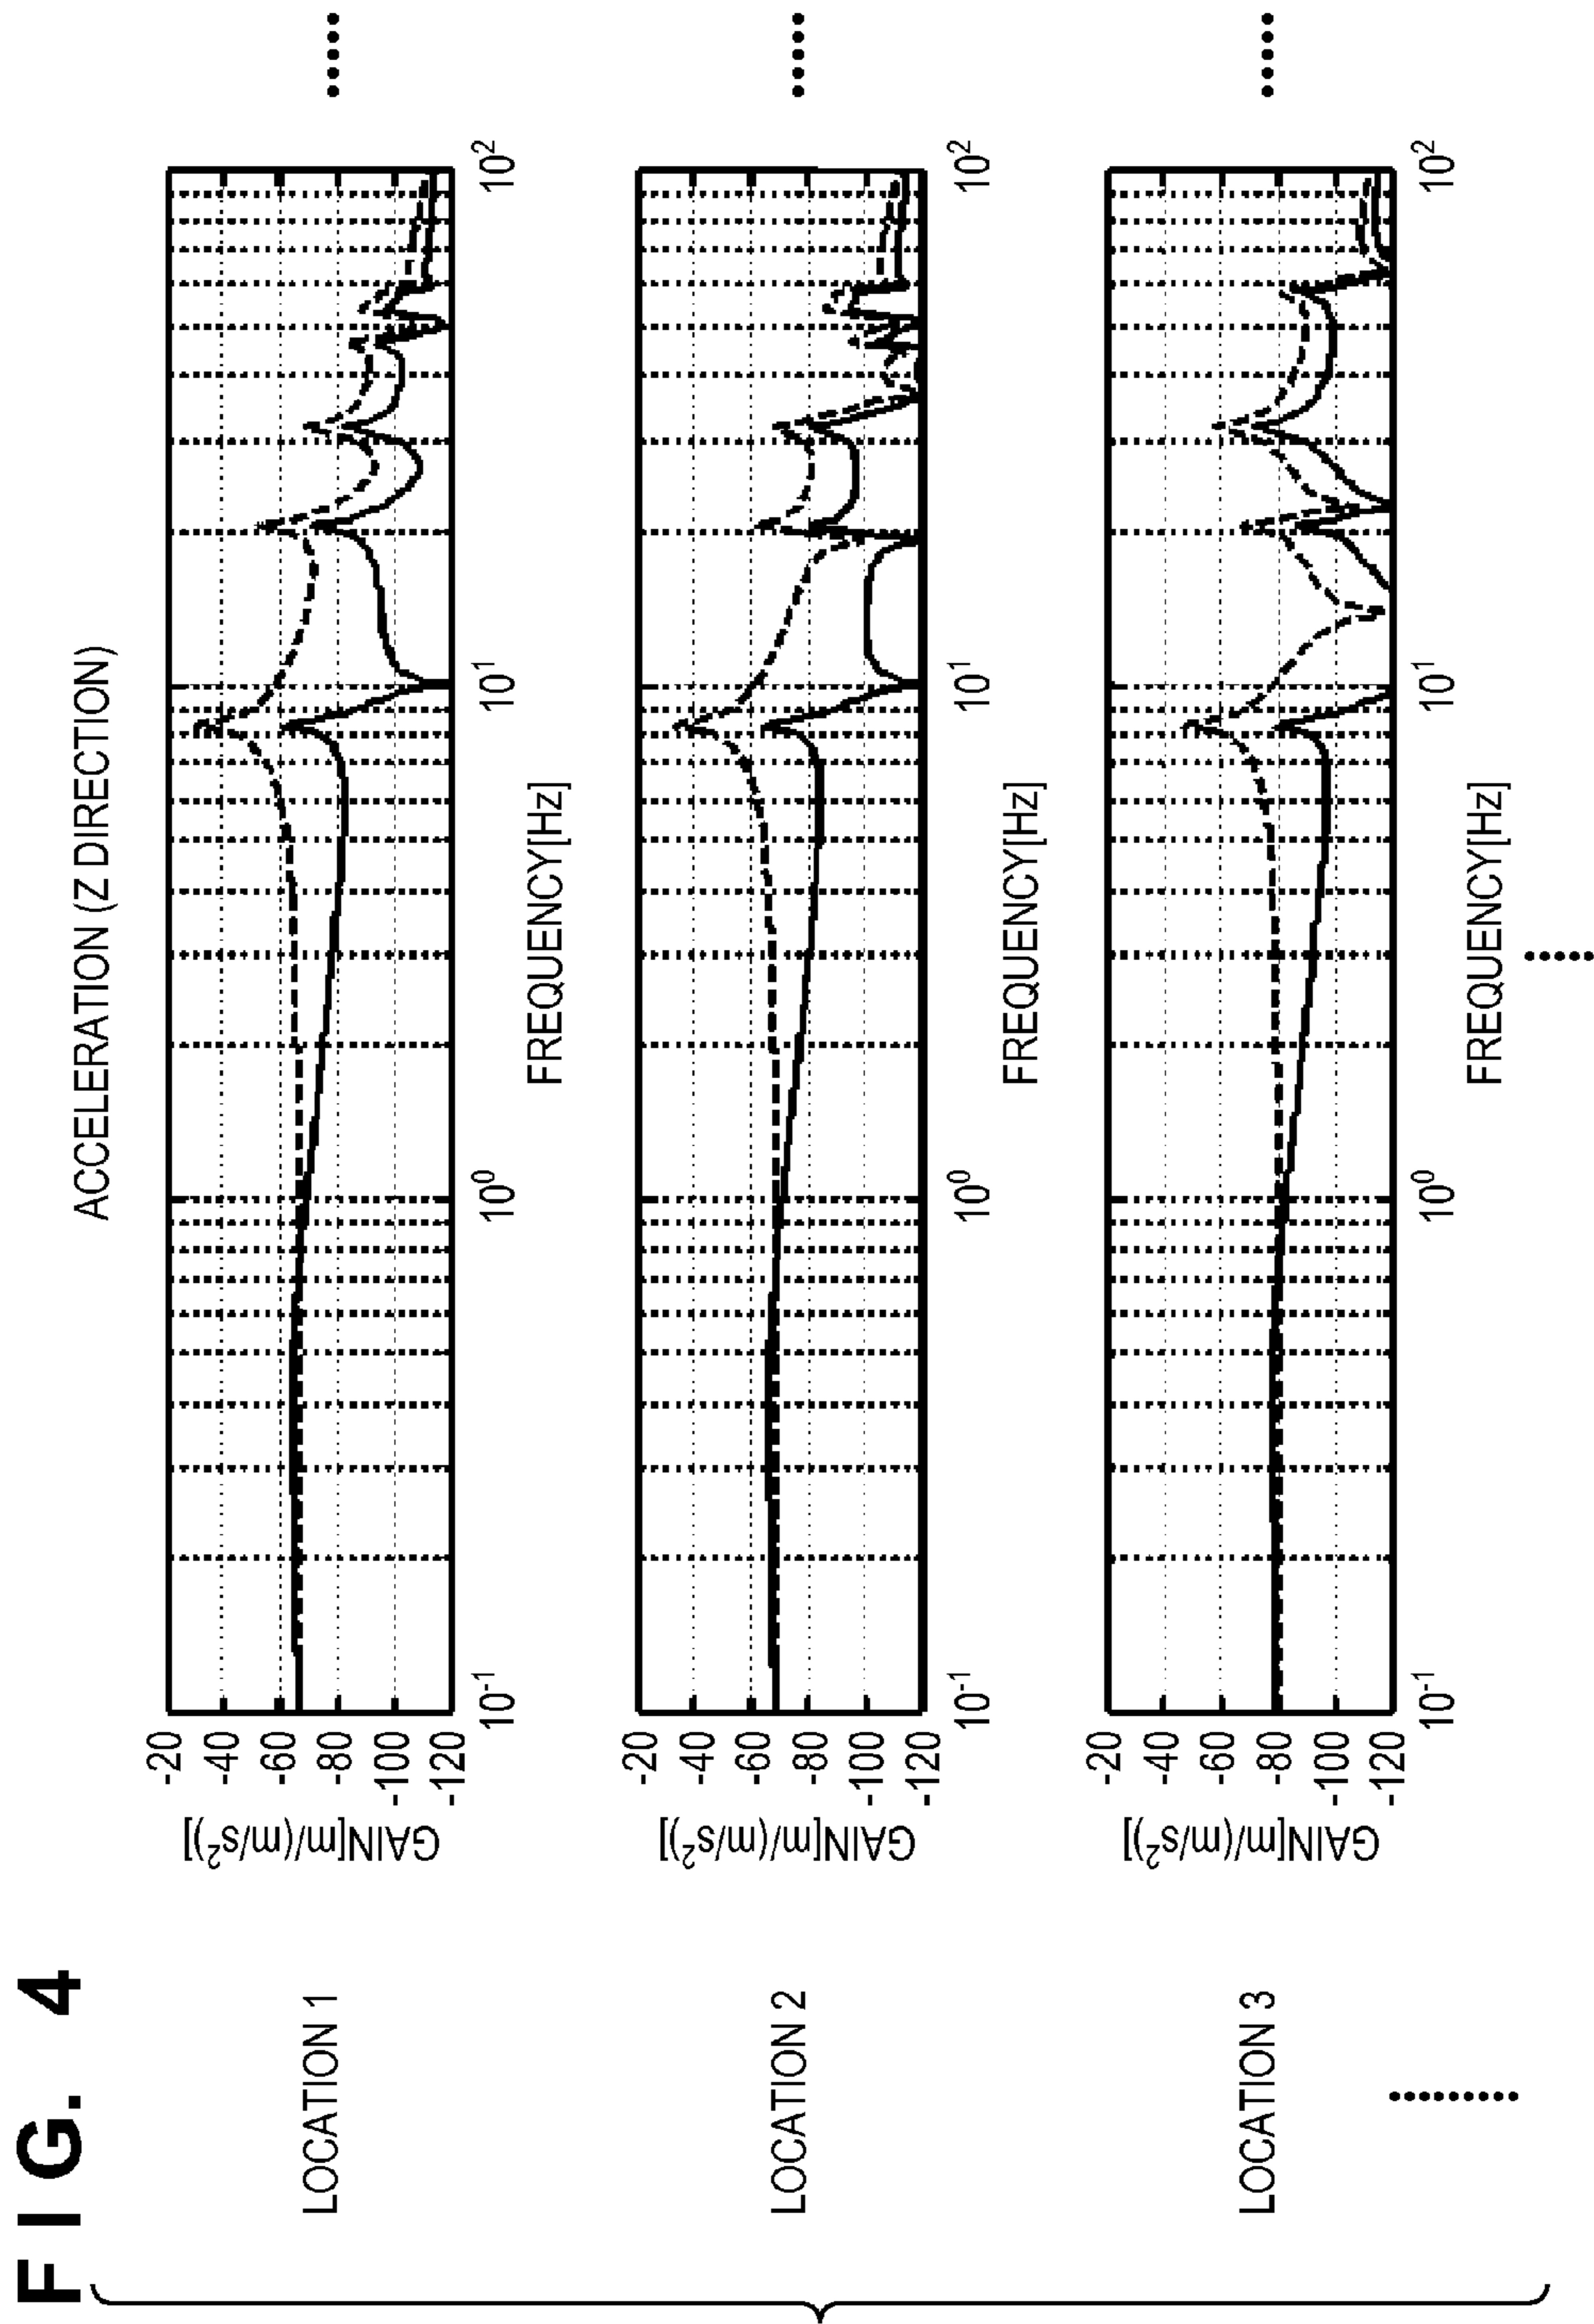 FIG. 4
ACCELERATION (Z DIRECTION)
LOCATION 1
GAIN[m/(m/s²)]
-20
-40
-60
-80
-100
-120
10⁻¹ 10⁰ 10¹ 10²
FREQUENCY[Hz]
LOCATION 2
GAIN[m/(m/s²)]
-20
-40
-60
-80
-100
-120
10⁻¹ 10⁰ 10¹ 10²
FREQUENCY[Hz]
LOCATION 3
GAIN[m/(m/s²)]
-20
-40
-60
-80
-100
-120
10⁻¹ 10⁰ 10¹ 10²
FREQUENCY[Hz]